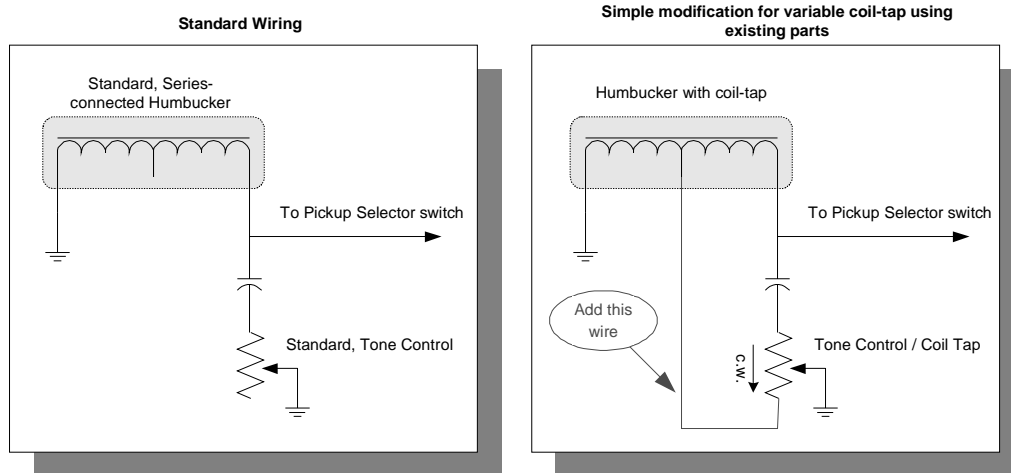 Standard Wiring
Standard, Series-
connected Humbucker
To Pickup Selector switch
Standard, Tone Control
Simple modification for variable coil-tap using
existing parts
Humbucker with coil-tap
To Pickup Selector switch
Add this
wire
c.w.
Tone Control / Coil Tap